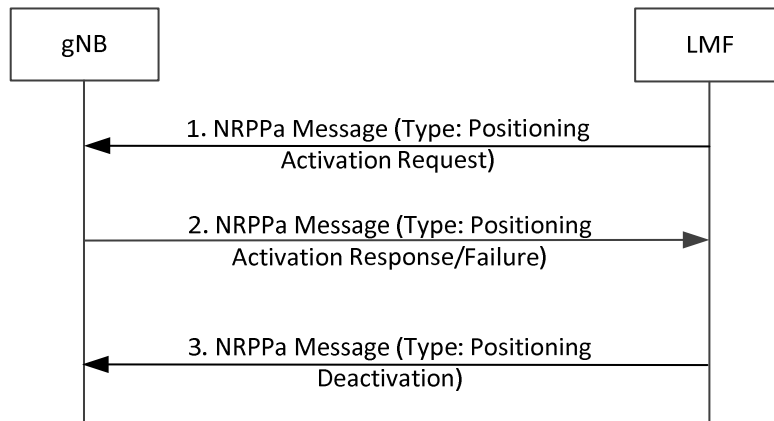 gNB
LMF
1. NRPPa Message (Type: Positioning
Activation Request)
2. NRPPa Message (Type: Positioning
Activation Response/Failure)
3. NRPPa Message (Type: Positioning
Deactivation)